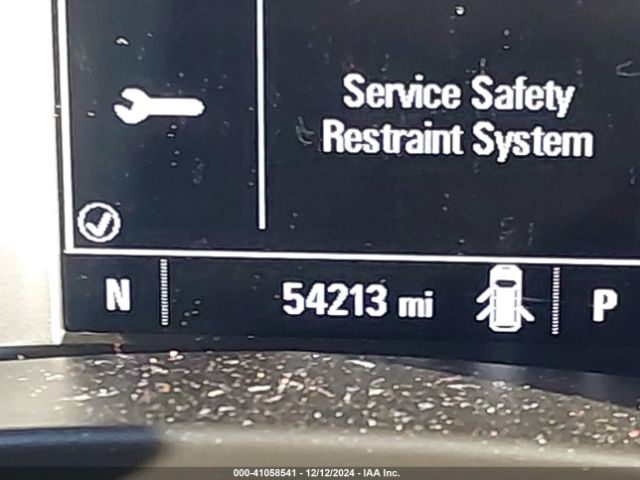 Service Safety
Restraint System
N 54213 mi P
000-41058541 - 12/12/2024 - IAA Inc.